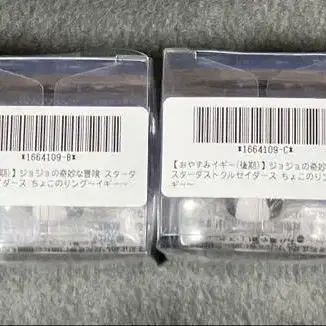 *1664109-B*
期)】ジョジョの奇妙な冒険 スターダ
イダース ちょこのりング～イギー～
*1664109-C*
【おやすみイギー(後期)】ジョジョの奇妙
スターダストクルセイダース ちょこのりン
ギー～